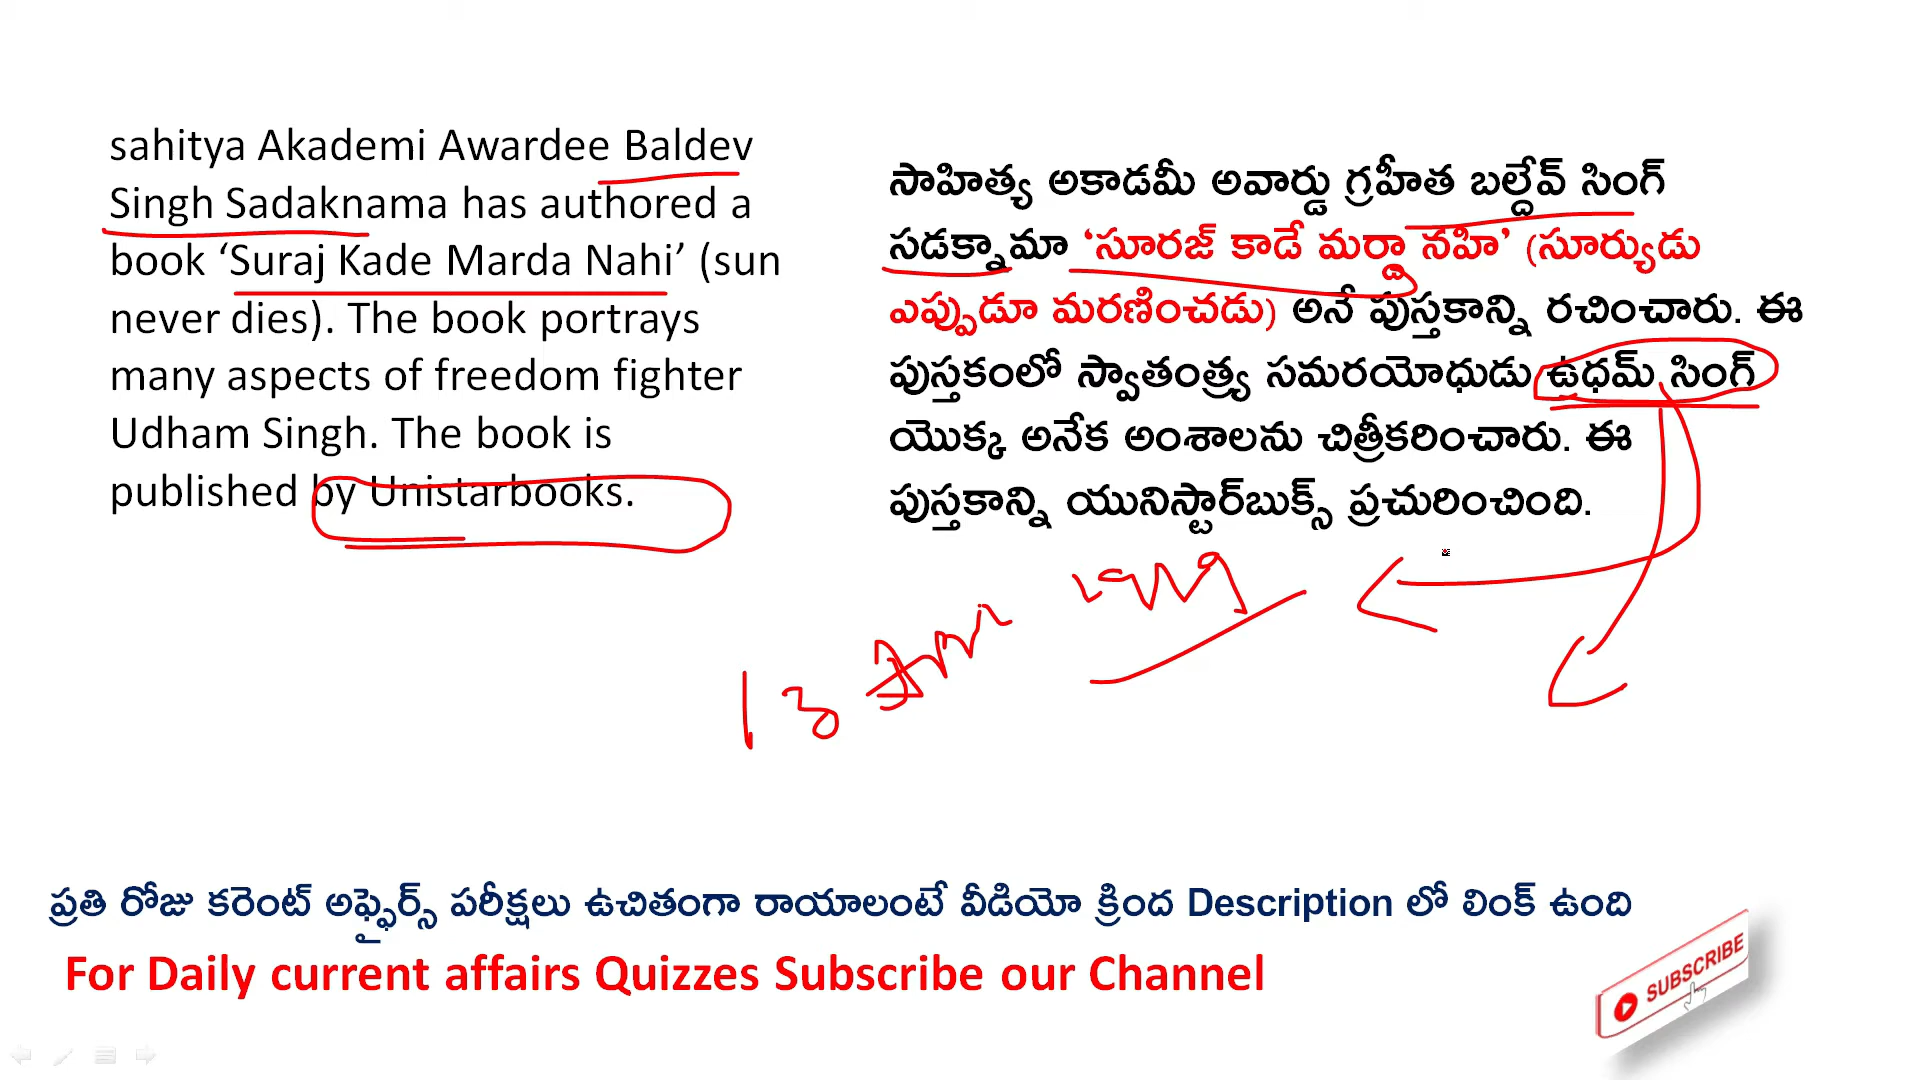 sahitya Akademi Awardee Baldev
Singh Sadaknama has authored a
book ‘Suraj Kade Marda Nahi’ (sun
never dies). The book portrays
many aspects of freedom fighter
Udham Singh. The book is
published by Unistarbooks.
సాహిత్య అకాడమీ అవార్డు గ్రహీత బల్దేవ్ సింగ్
సడక్నామా ‘సూరజ్ కాడే మర్దా నహి’ (సూర్యుడు
ఎప్పుడూ మరణించడు) అనే పుస్తకాన్ని రచించారు. ఈ
పుస్తకంలో స్వాతంత్ర్య సమరయోధుడు ఉధమ్ సింగ్
యొక్క అనేక అంశాలను చిత్రీకరించారు. ఈ
పుస్తకాన్ని యునిస్టార్‌బుక్స్ ప్రచురించింది.
13
ప్రతి రోజు కరెంట్ అఫ్ఫైర్స్ పరీక్షలు ఉచితంగా రాయాలంటే వీడియో క్రింద Description లో లింక్ ఉంది
For Daily current affairs Quizzes Subscribe our Channel
SUBSCRIBE